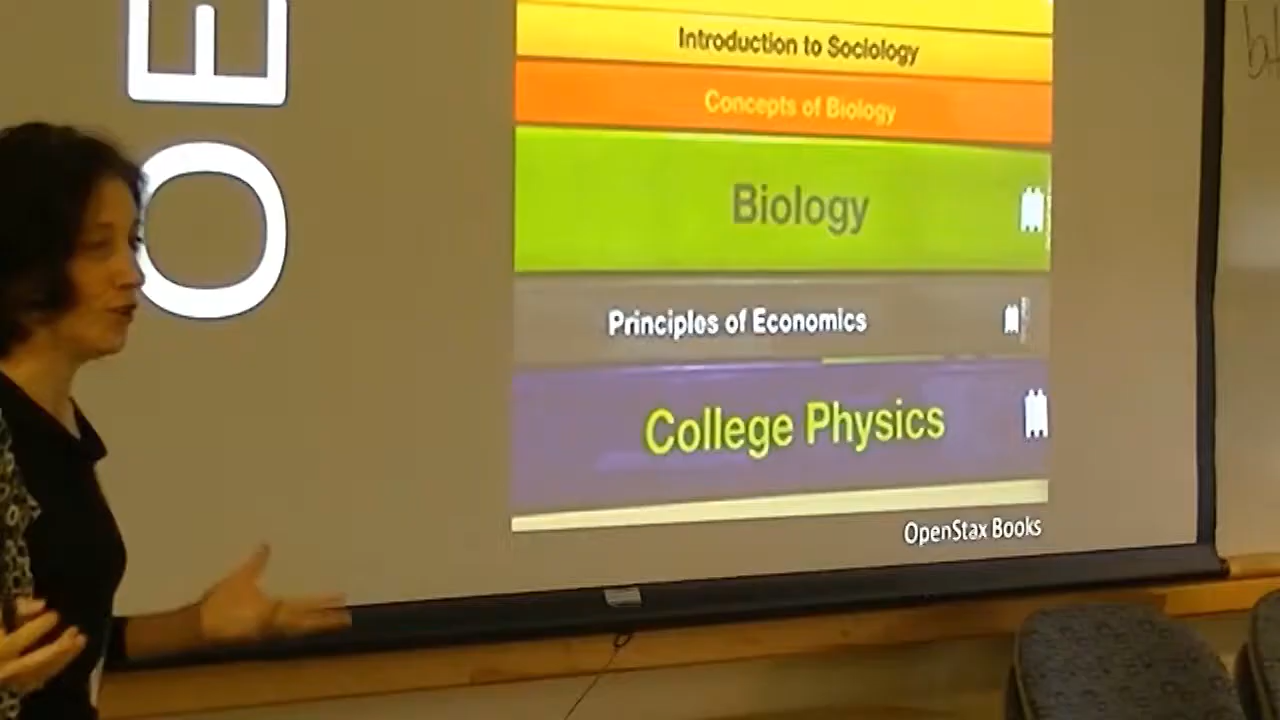 OE
Introduction to Sociology
Concepts of Biology
Biology
Principles of Economics
College Physics
OpenStax Books